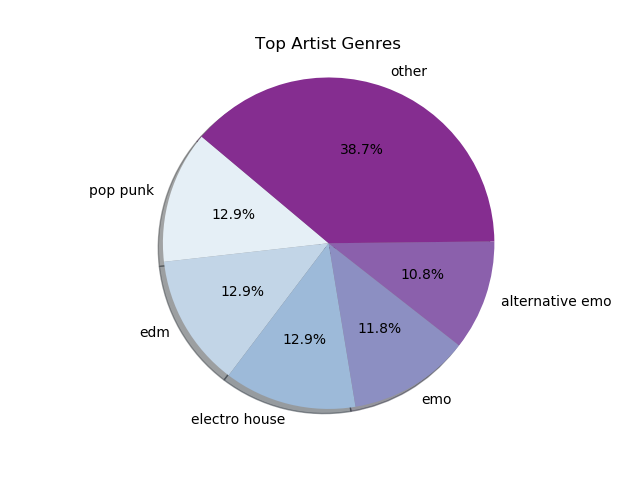 Top Artist Genres
other
38.7%
pop punk
12.9%
10.8%
12.9%
alternative emo
11.8%
edm
12.9%
emo
electro house